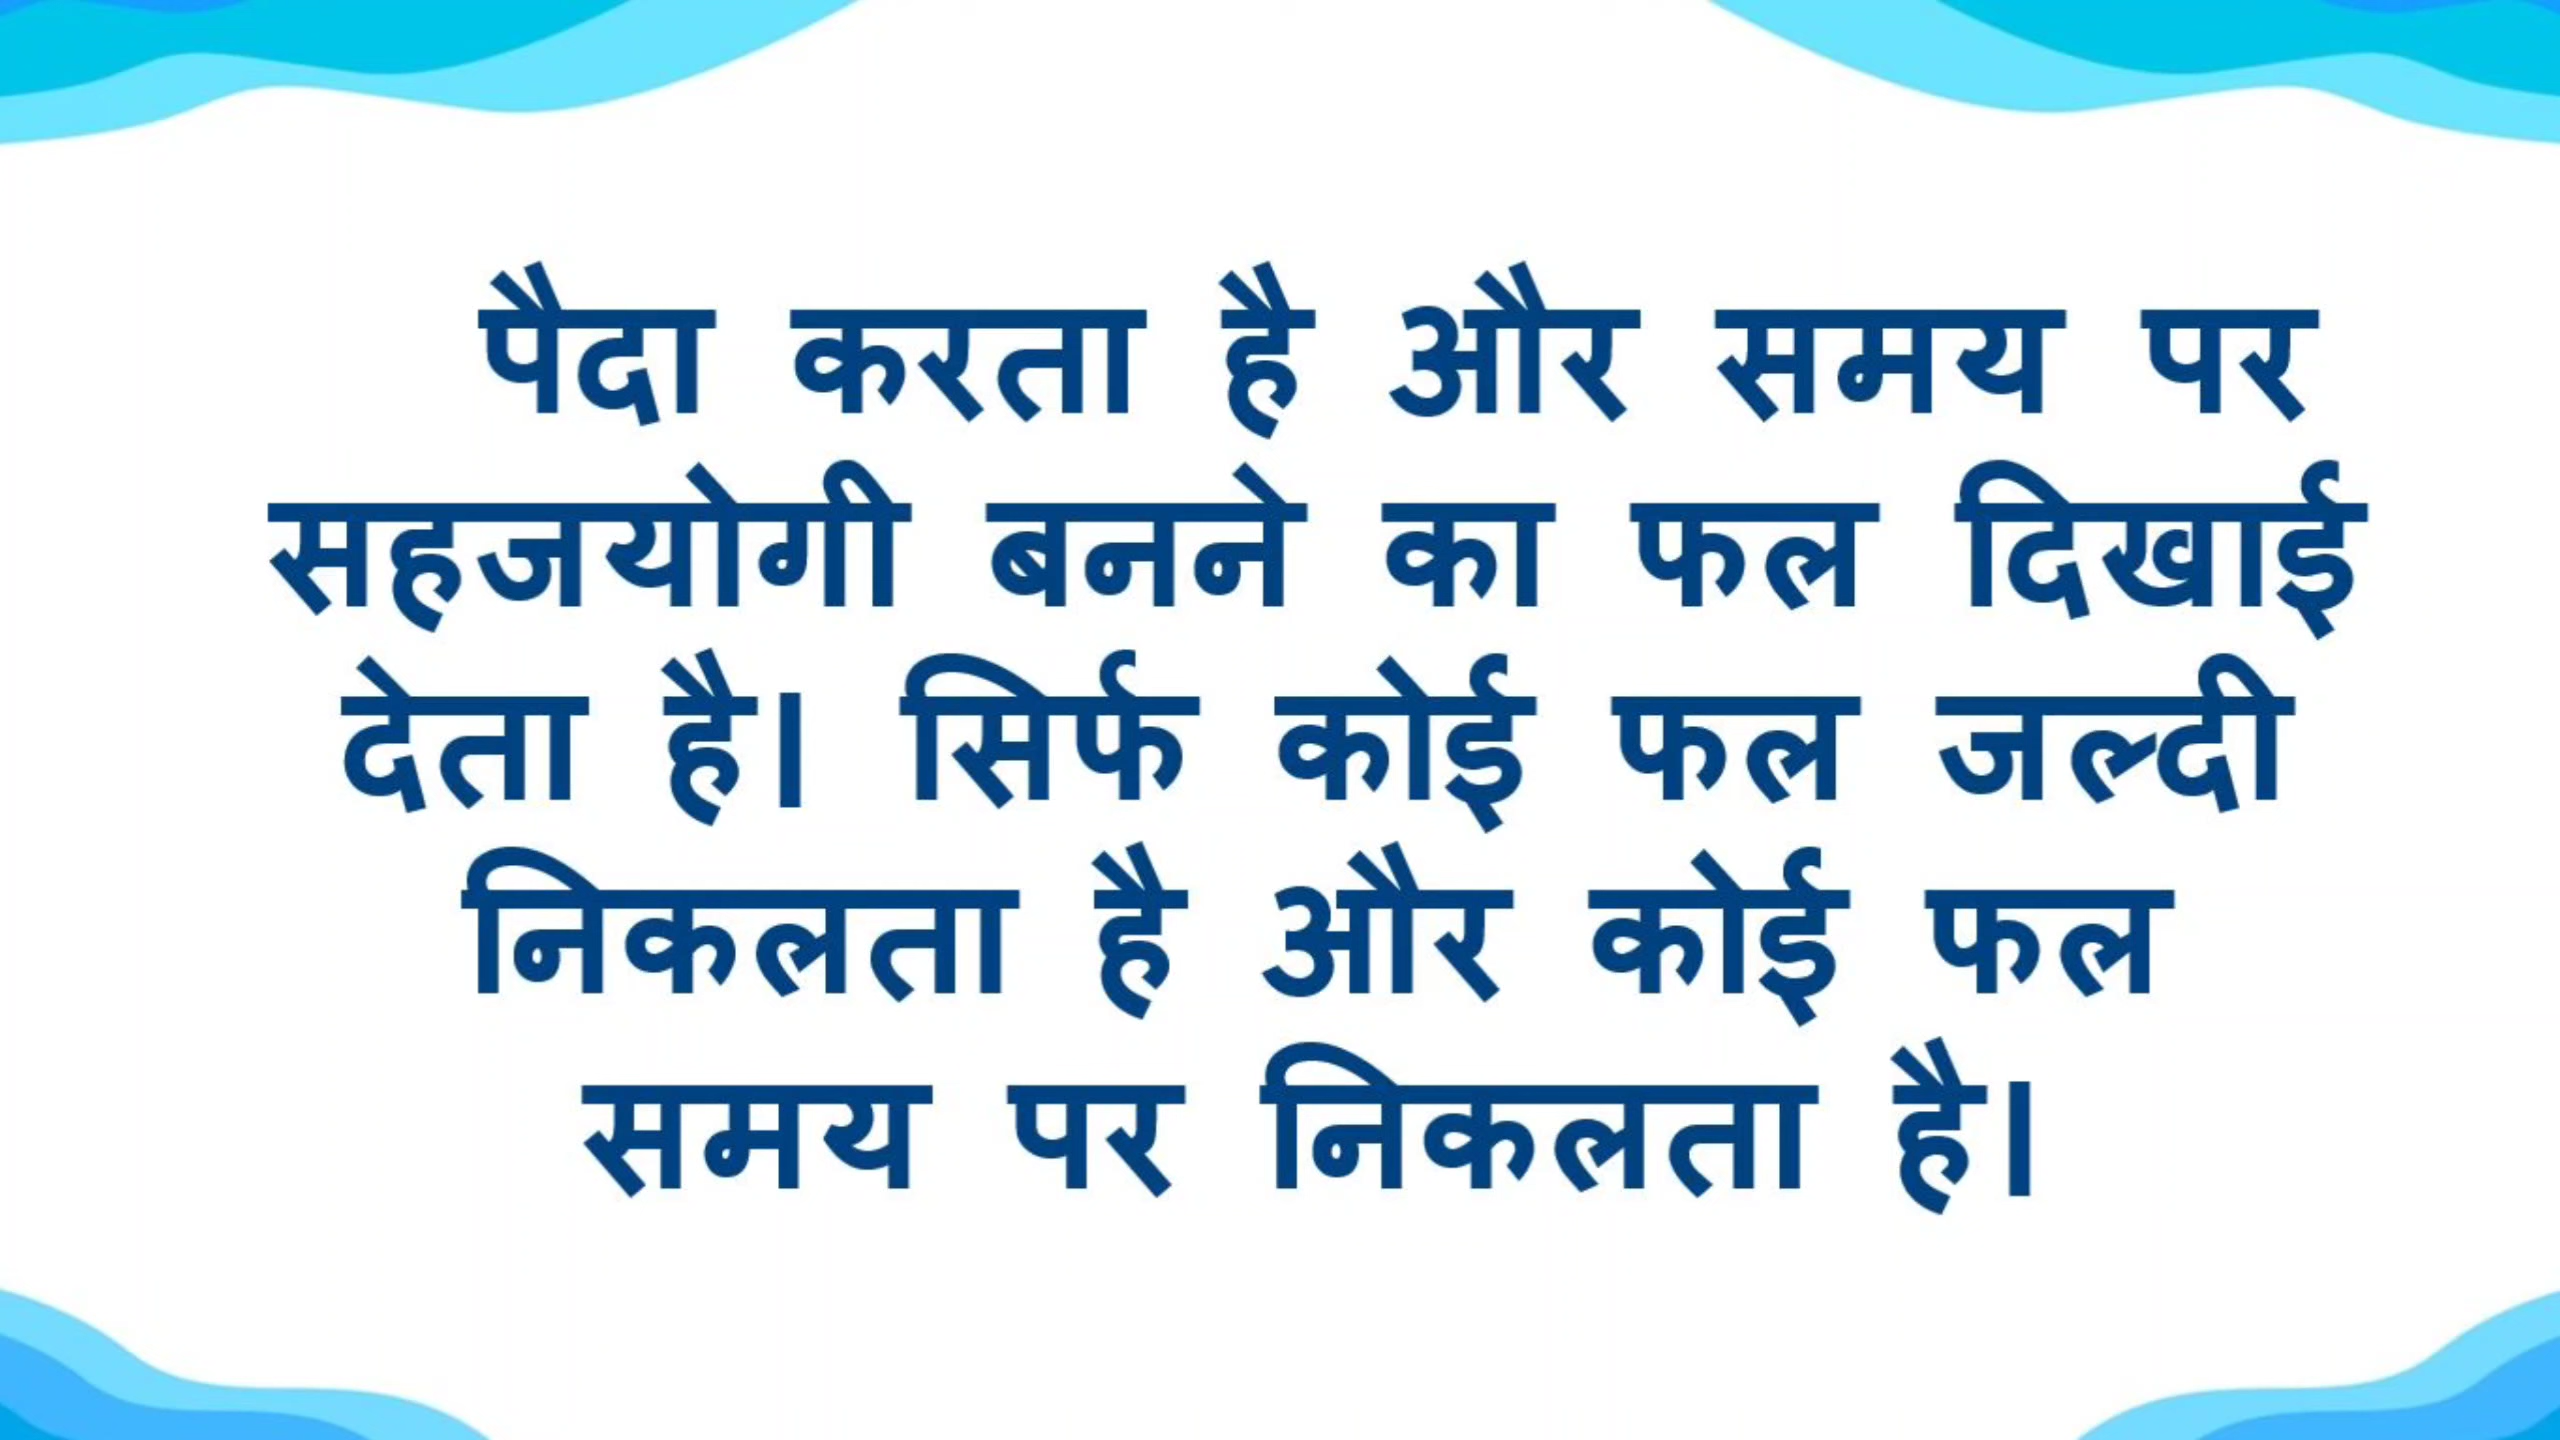 पैदा करता है और समय पर
सहजयोगी बनने का फल दिखाई
देता है। सिर्फ कोई फल जल्दी
निकलता है और कोई फल
समय पर निकलता है।